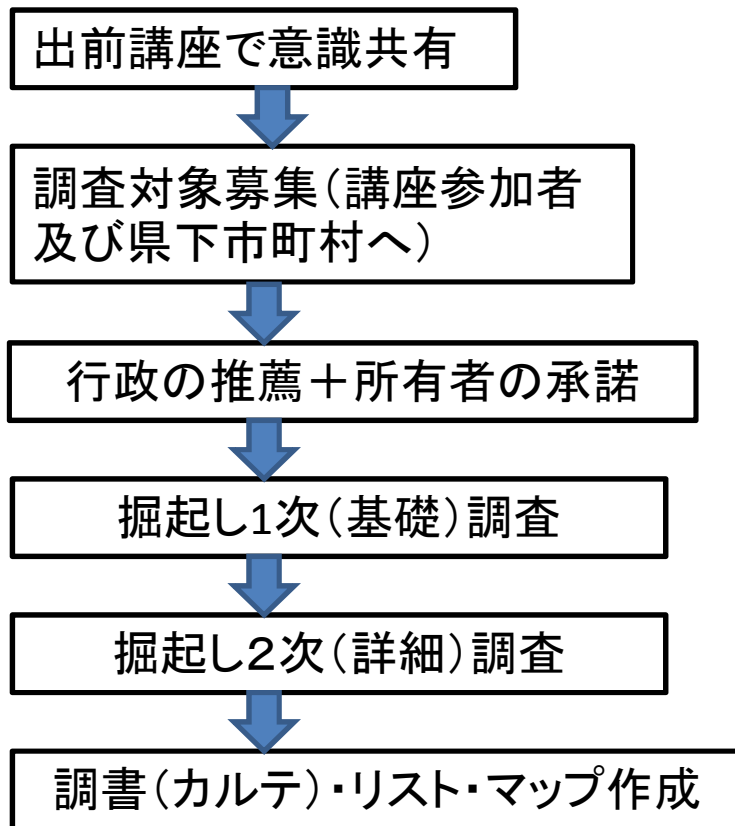 出前講座で意識共有
調査対象募集(講座参加者
及び県下市町村へ)
行政の推薦＋所有者の承諾
掘起し1次(基礎)調査
掘起し２次(詳細)調査
調書(カルテ)・リスト・マップ作成